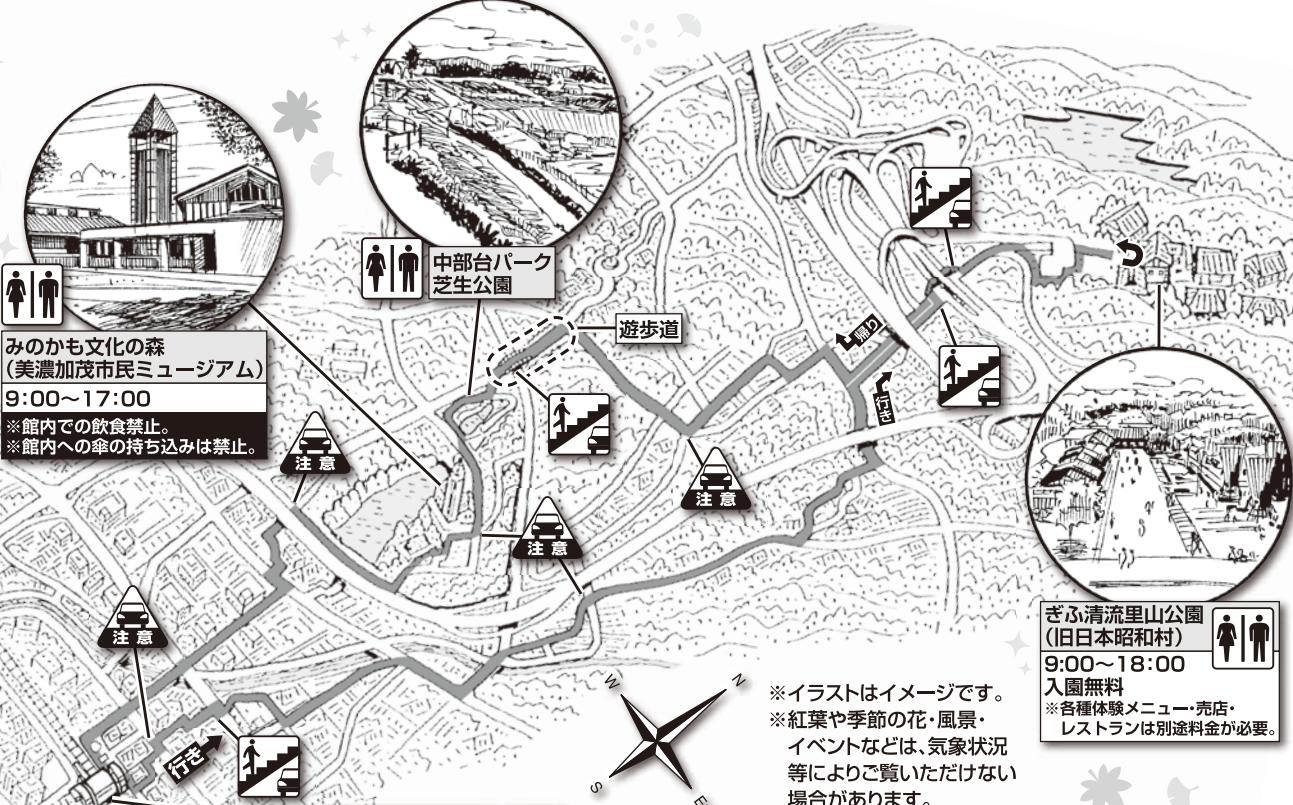 中部台パーク
芝生公園
遊歩道
みのかも文化の森
（美濃加茂市民ミュージアム）
9：00〜17：00
※館内での飲食禁止。
※館内への傘の持ち込みは禁止。
注意
注意
注意
注意
帰り
行き
行き
ぎふ清流里山公園
（旧日本昭和村）
9:00〜18：00
入園無料
※各種体験メニュー・売店・
レストランは別途料金が必要。
W
N
S
E
※イラストはイメージです。
※紅葉や季節の花・風景・
イベントなどは、気象状況
等によりご覧いただけない
場合があります。